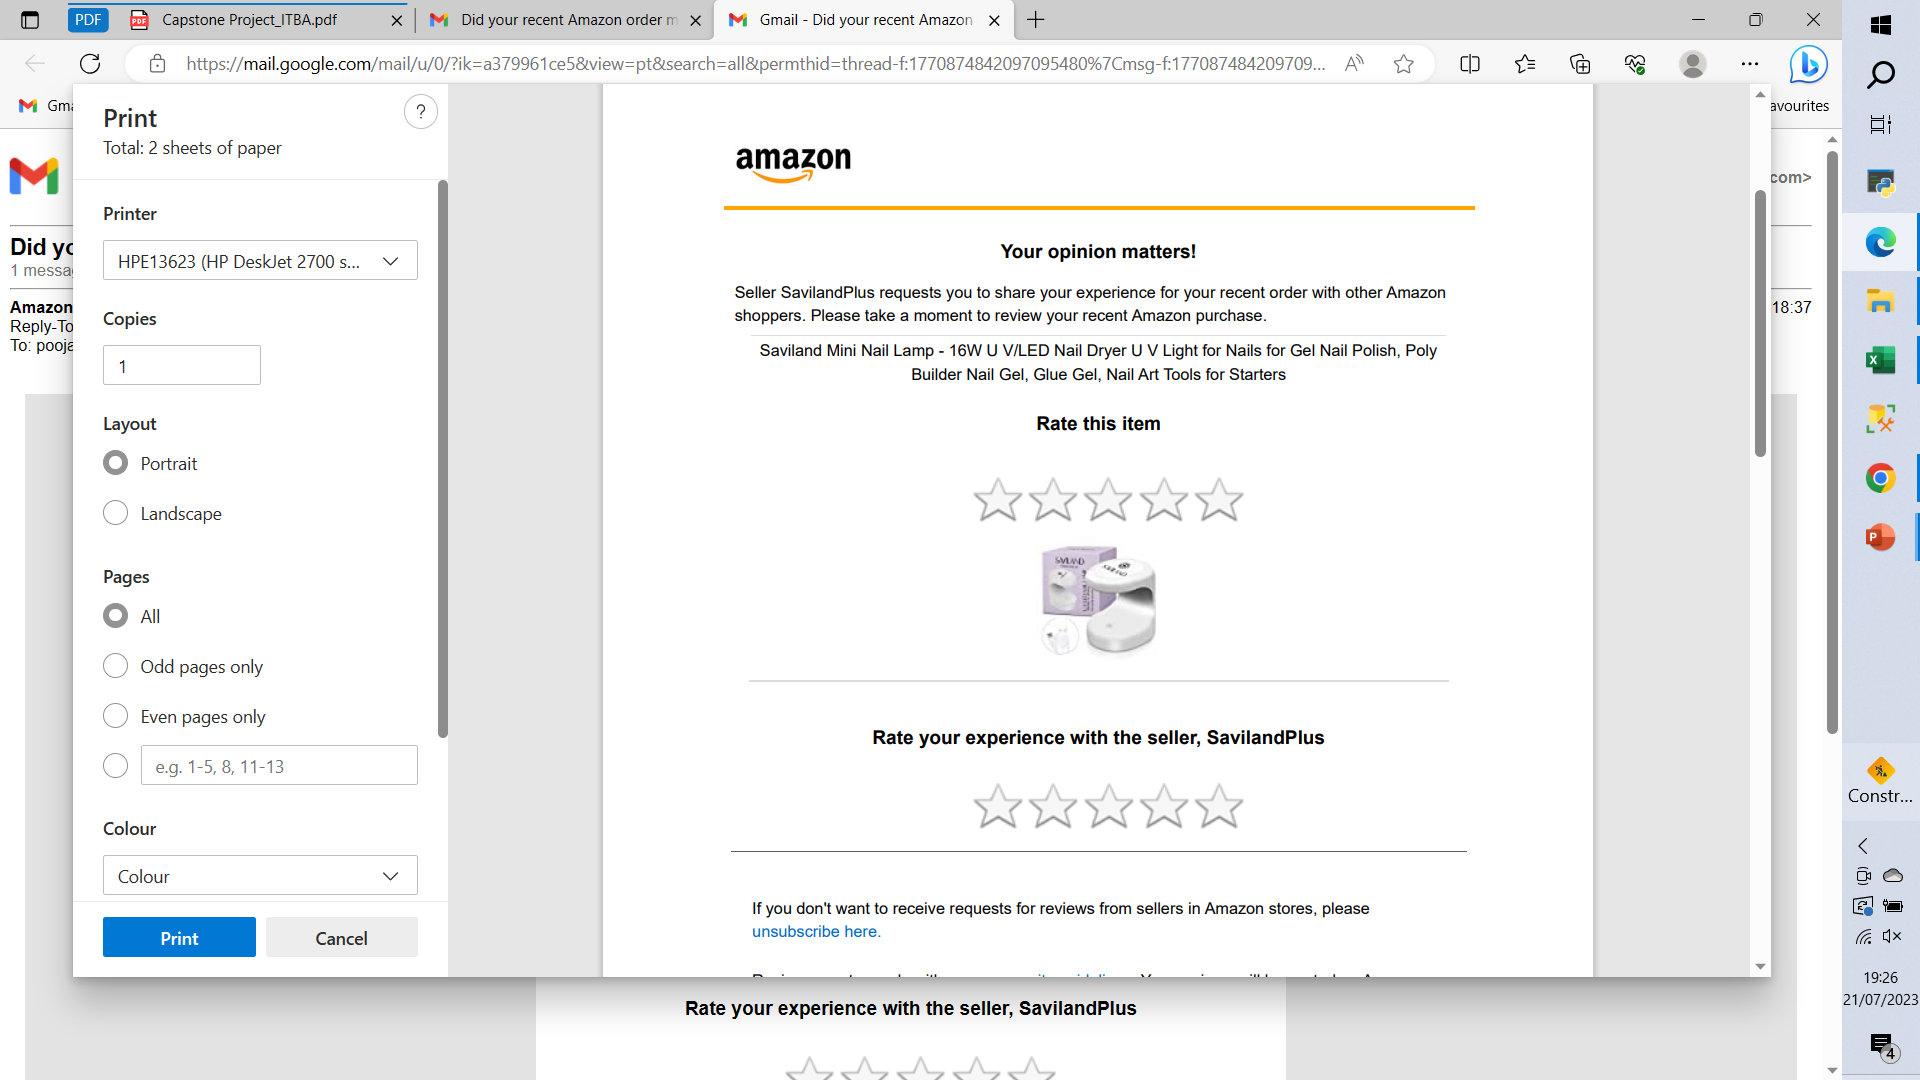 PDF
Capstone Project_ITBA.pdf
Did your recent Amazon order m
Gmail - Did your recent Amazon
https://mail.google.com/mail/u/0/?ik=a379961ce5&view=pt&search=all&permthid=thread-f:1770874842097095480%7Cmsg-f:177087484209709...
Gma
avourites
Print
?
Total: 2 sheets of paper
Printer
HPE13623 (HP DeskJet 2700 s...
Copies
1
Layout
Portrait
Landscape
Pages
All
Odd pages only
Even pages only
e.g. 1-5, 8, 11-13
Colour
Colour
Print
Cancel
com>
Did yo
1 messa
Amazon
18:37
Reply-To
To: pooja
amazon
Your opinion matters!
Seller SavilandPlus requests you to share your experience for your recent order with other Amazon
shoppers. Please take a moment to review your recent Amazon purchase.
Saviland Mini Nail Lamp - 16W U V/LED Nail Dryer U V Light for Nails for Gel Nail Polish, Poly
Builder Nail Gel, Glue Gel, Nail Art Tools for Starters
Rate this item
SAVILAND
Rate your experience with the seller, SavilandPlus
If you don't want to receive requests for reviews from sellers in Amazon stores, please
unsubscribe here.
Rate your experience with the seller, SavilandPlus
Constr...
19:26
21/07/2023
4